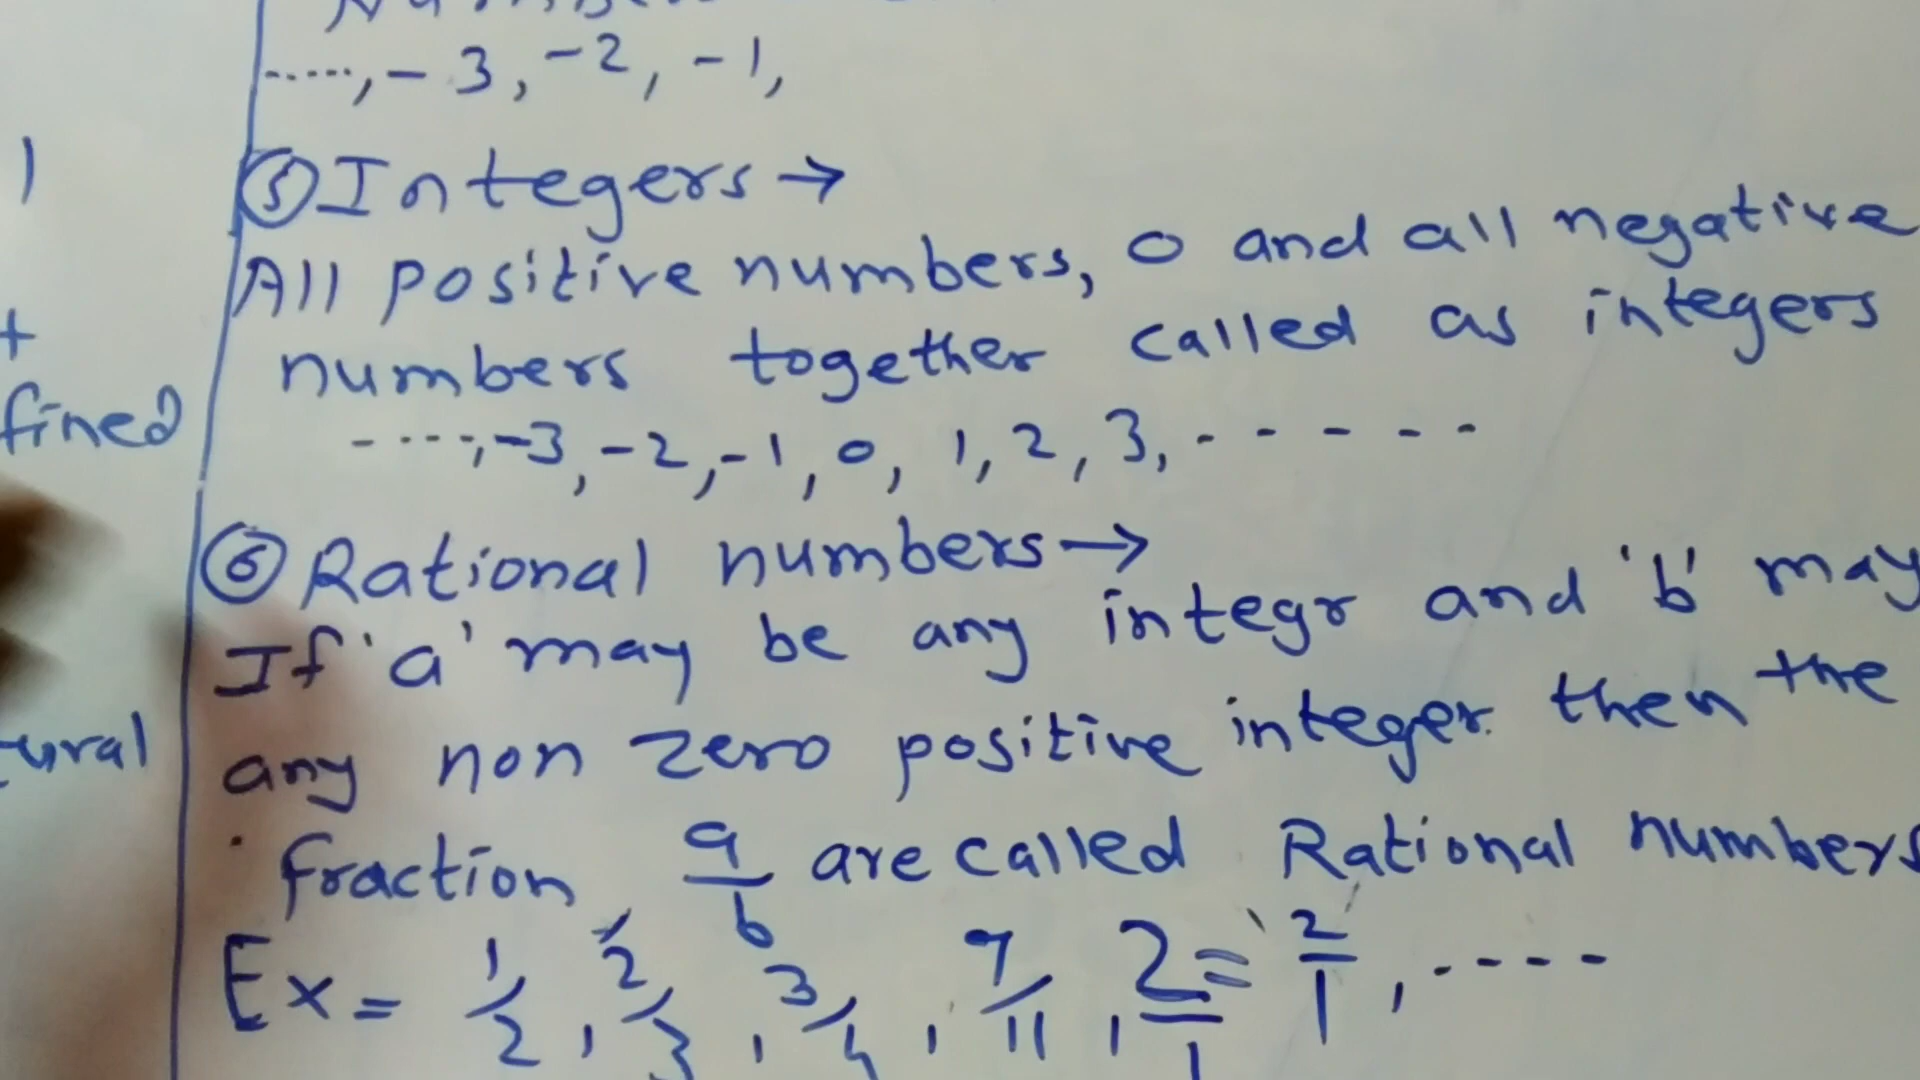 ....., -3, -2, -1,
⑤ Integers →
All positive numbers, 0 and all negative
numbers together called as integers
- ..., -3, -2, -1, 0, 1, 2, 3, - - - - -
⑥ Rational numbers →
If 'a' may be any integr and 'b' may
any non zero positive integer. then the
fraction, a/b are called Rational numbers
Ex = 1/2, 2/3, 3/4, 7/11, 2/1 = 2/1, - - - -
fined